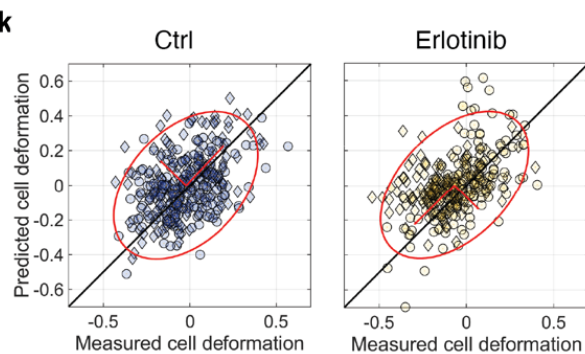 k
Ctrl
Erlotinib
Predicted cell deformation
0.6
0.4
0.2
0
-0.2
-0.4
-0.6
-0.5 0 0.5
-0.5 0 0.5
Measured cell deformation
Measured cell deformation